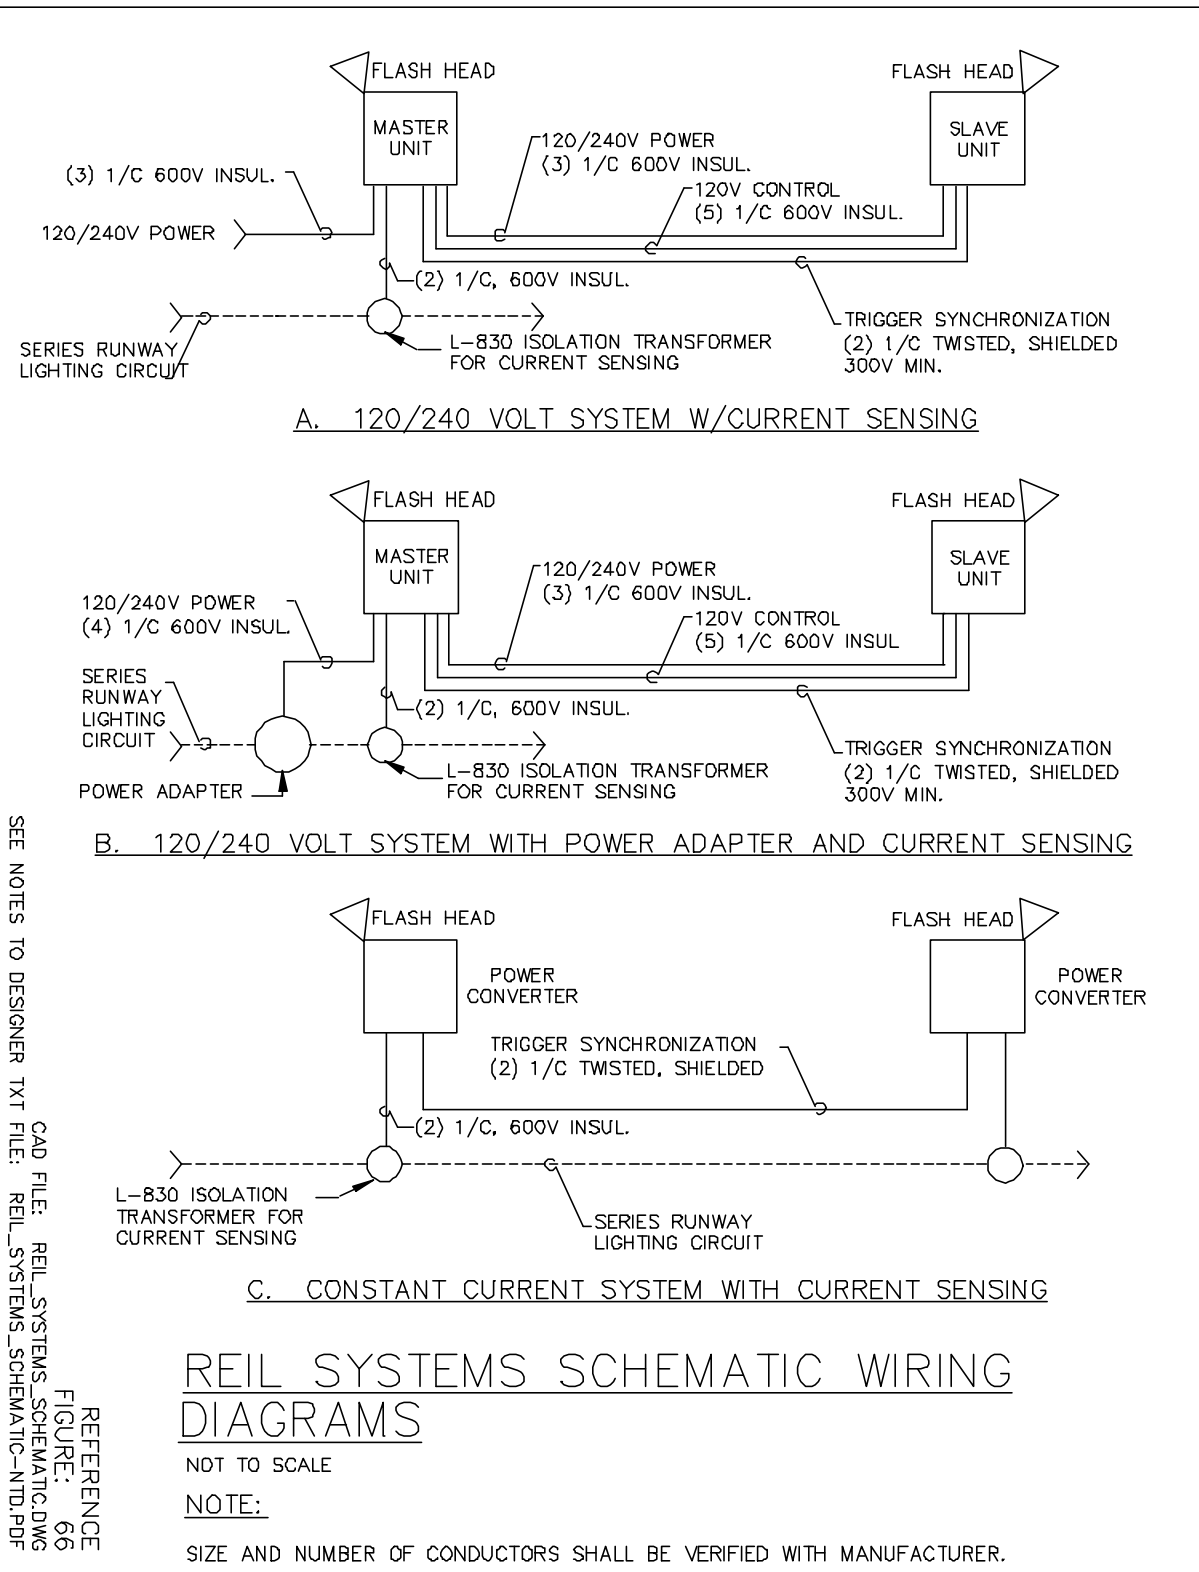 FLASH HEAD
FLASH HEAD
MASTER
UNIT
SLAVE
UNIT
120/240V POWER
(3) 1/C 600V INSUL.
(3) 1/C 600V INSUL.
120V CONTROL
(5) 1/C 600V INSUL.
120/240V POWER
(2) 1/C, 600V INSUL.
SERIES RUNWAY
LIGHTING CIRCUIT
L-830 ISOLATION TRANSFORMER
FOR CURRENT SENSING
TRIGGER SYNCHRONIZATION
(2) 1/C TWISTED, SHIELDED
300V MIN.
A. 120/240 VOLT SYSTEM W/CURRENT SENSING
FLASH HEAD
FLASH HEAD
MASTER
UNIT
SLAVE
UNIT
120/240V POWER
(3) 1/C 600V INSUL.
120/240V POWER
(4) 1/C 600V INSUL.
120V CONTROL
(5) 1/C 600V INSUL
SERIES
RUNWAY
LIGHTING
CIRCUIT
(2) 1/C, 600V INSUL.
POWER ADAPTER
L-830 ISOLATION TRANSFORMER
FOR CURRENT SENSING
TRIGGER SYNCHRONIZATION
(2) 1/C TWISTED, SHIELDED
300V MIN.
B. 120/240 VOLT SYSTEM WITH POWER ADAPTER AND CURRENT SENSING
FLASH HEAD
FLASH HEAD
POWER
CONVERTER
POWER
CONVERTER
TRIGGER SYNCHRONIZATION
(2) 1/C TWISTED, SHIELDED
(2) 1/C, 600V INSUL.
L-830 ISOLATION
TRANSFORMER FOR
CURRENT SENSING
SERIES RUNWAY
LIGHTING CIRCUIT
C. CONSTANT CURRENT SYSTEM WITH CURRENT SENSING
REIL SYSTEMS SCHEMATIC WIRING
DIAGRAMS
NOT TO SCALE
NOTE:
SIZE AND NUMBER OF CONDUCTORS SHALL BE VERIFIED WITH MANUFACTURER.
REFERENCE
FIGURE: 66
CAD FILE: REIL_SYSTEMS_SCHEMATIC.DWG
SEE NOTES TO DESIGNER TXT FILE: REIL_SYSTEMS_SCHEMATIC-NTD.PDF